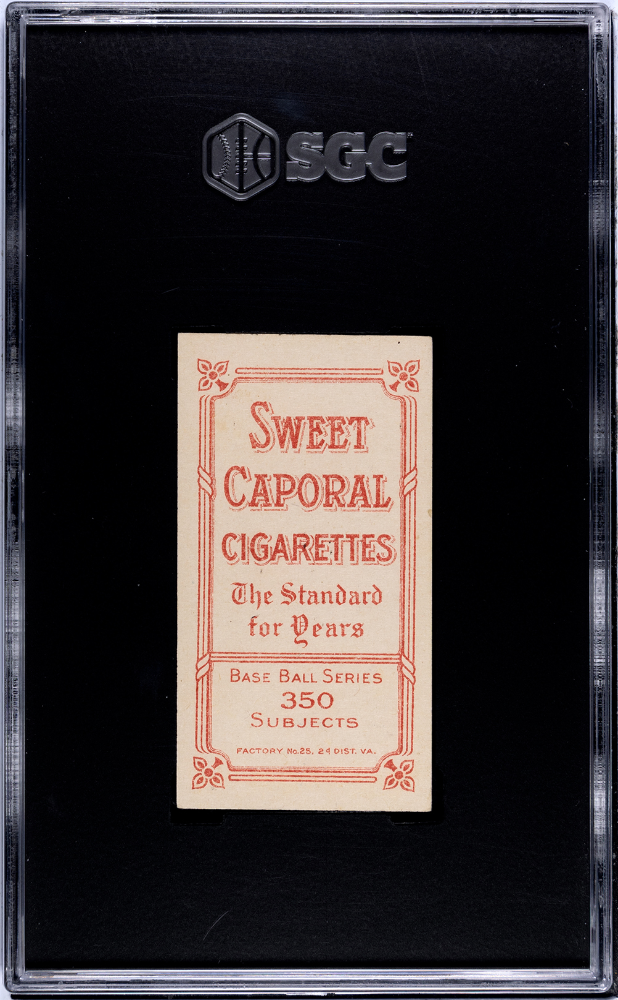 SGC
SWEET
CAPORAL
CIGARETTES
The Standard
for Years
BASE BALL SERIES
350
SUBJECTS
FACTORY No. 25, 2d DIST. VA.